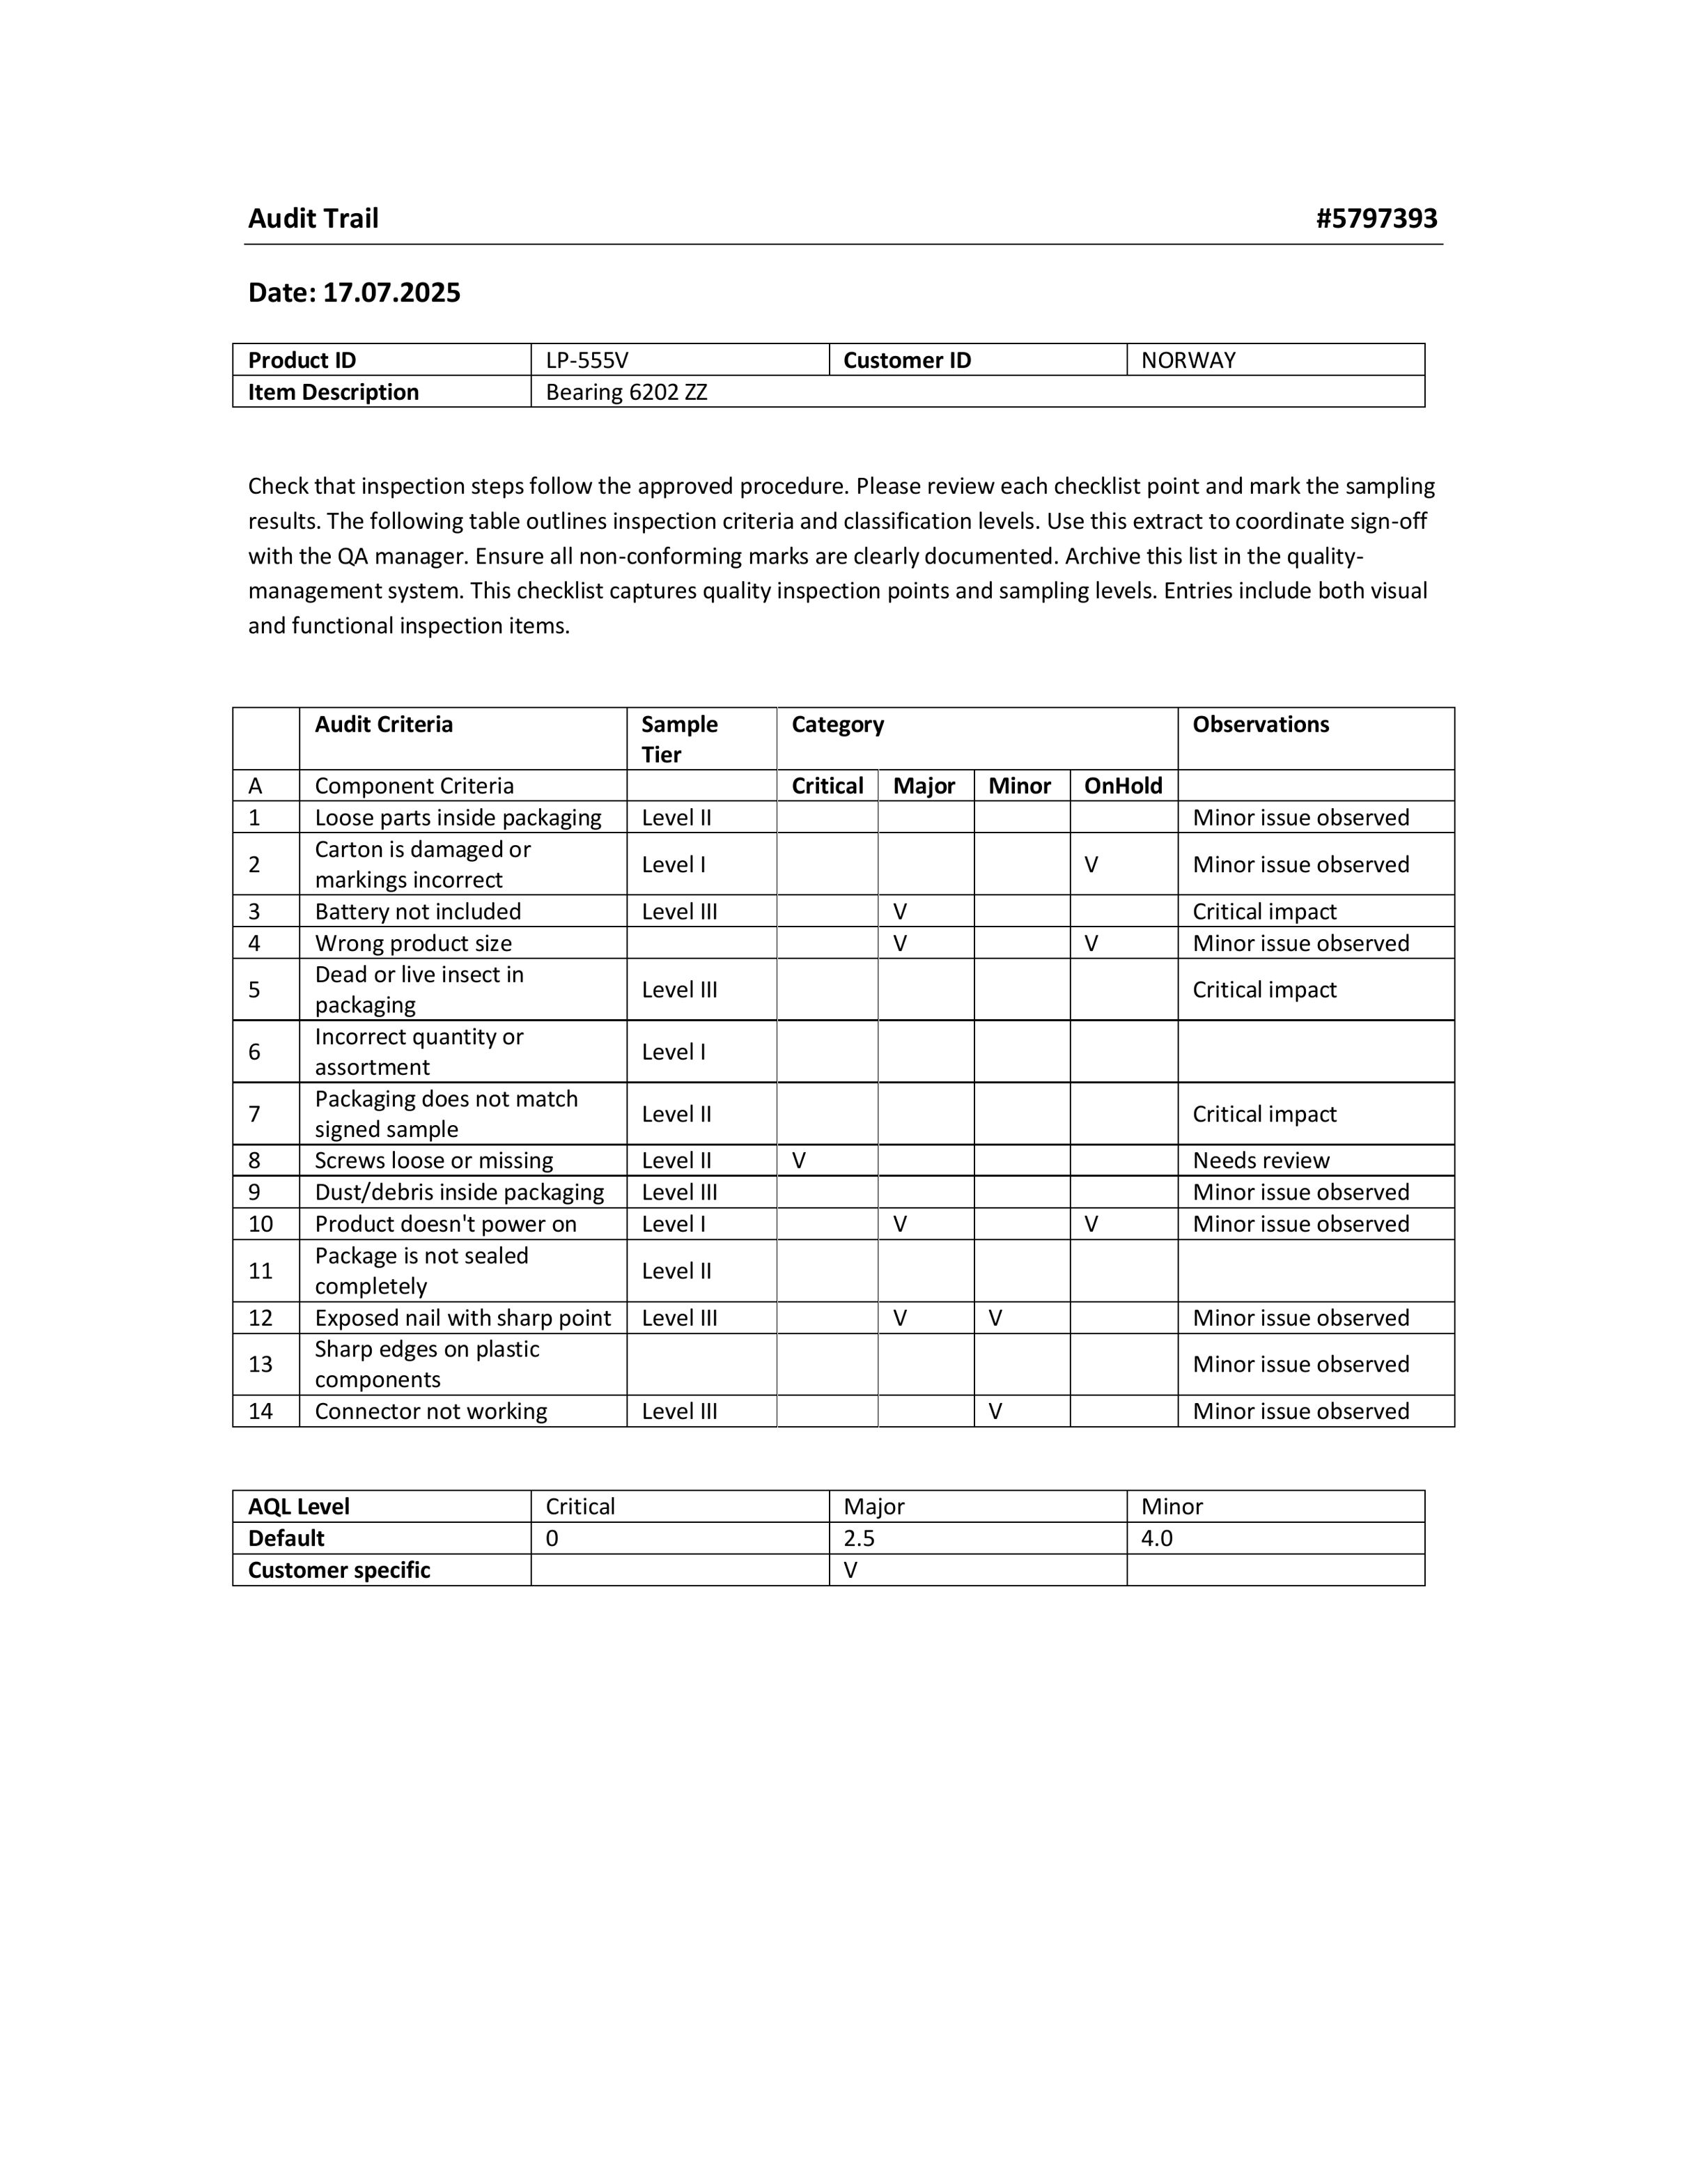 Audit Trail #5797393
Date: 17.07.2025
Product ID LP-555V Customer ID NORWAY
Item Description Bearing 6202 ZZ
Check that inspection steps follow the approved procedure. Please review each checklist point and mark the sampling
results. The following table outlines inspection criteria and classification levels. Use this extract to coordinate sign-off
with the QA manager. Ensure all non-conforming marks are clearly documented. Archive this list in the quality-
management system. This checklist captures quality inspection points and sampling levels. Entries include both visual
and functional inspection items.
Audit Criteria Sample Category Observations
Tier
A Component Criteria Critical Major Minor OnHold
1 Loose parts inside packaging Level II Minor issue observed
2 Carton is damaged or
markings incorrect Level I V Minor issue observed
3 Battery not included Level III V Critical impact
4 Wrong product size V V Minor issue observed
5 Dead or live insect in
packaging Level III Critical impact
6 Incorrect quantity or
assortment Level I
7 Packaging does not match
signed sample Level II Critical impact
8 Screws loose or missing Level II V Needs review
9 Dust/debris inside packaging Level III Minor issue observed
10 Product doesn't power on Level I V V Minor issue observed
11 Package is not sealed
completely Level II
12 Exposed nail with sharp point Level III V V Minor issue observed
13 Sharp edges on plastic
components Minor issue observed
14 Connector not working Level III V Minor issue observed
AQL Level Critical Major Minor
Default 0 2.5 4.0
Customer specific V